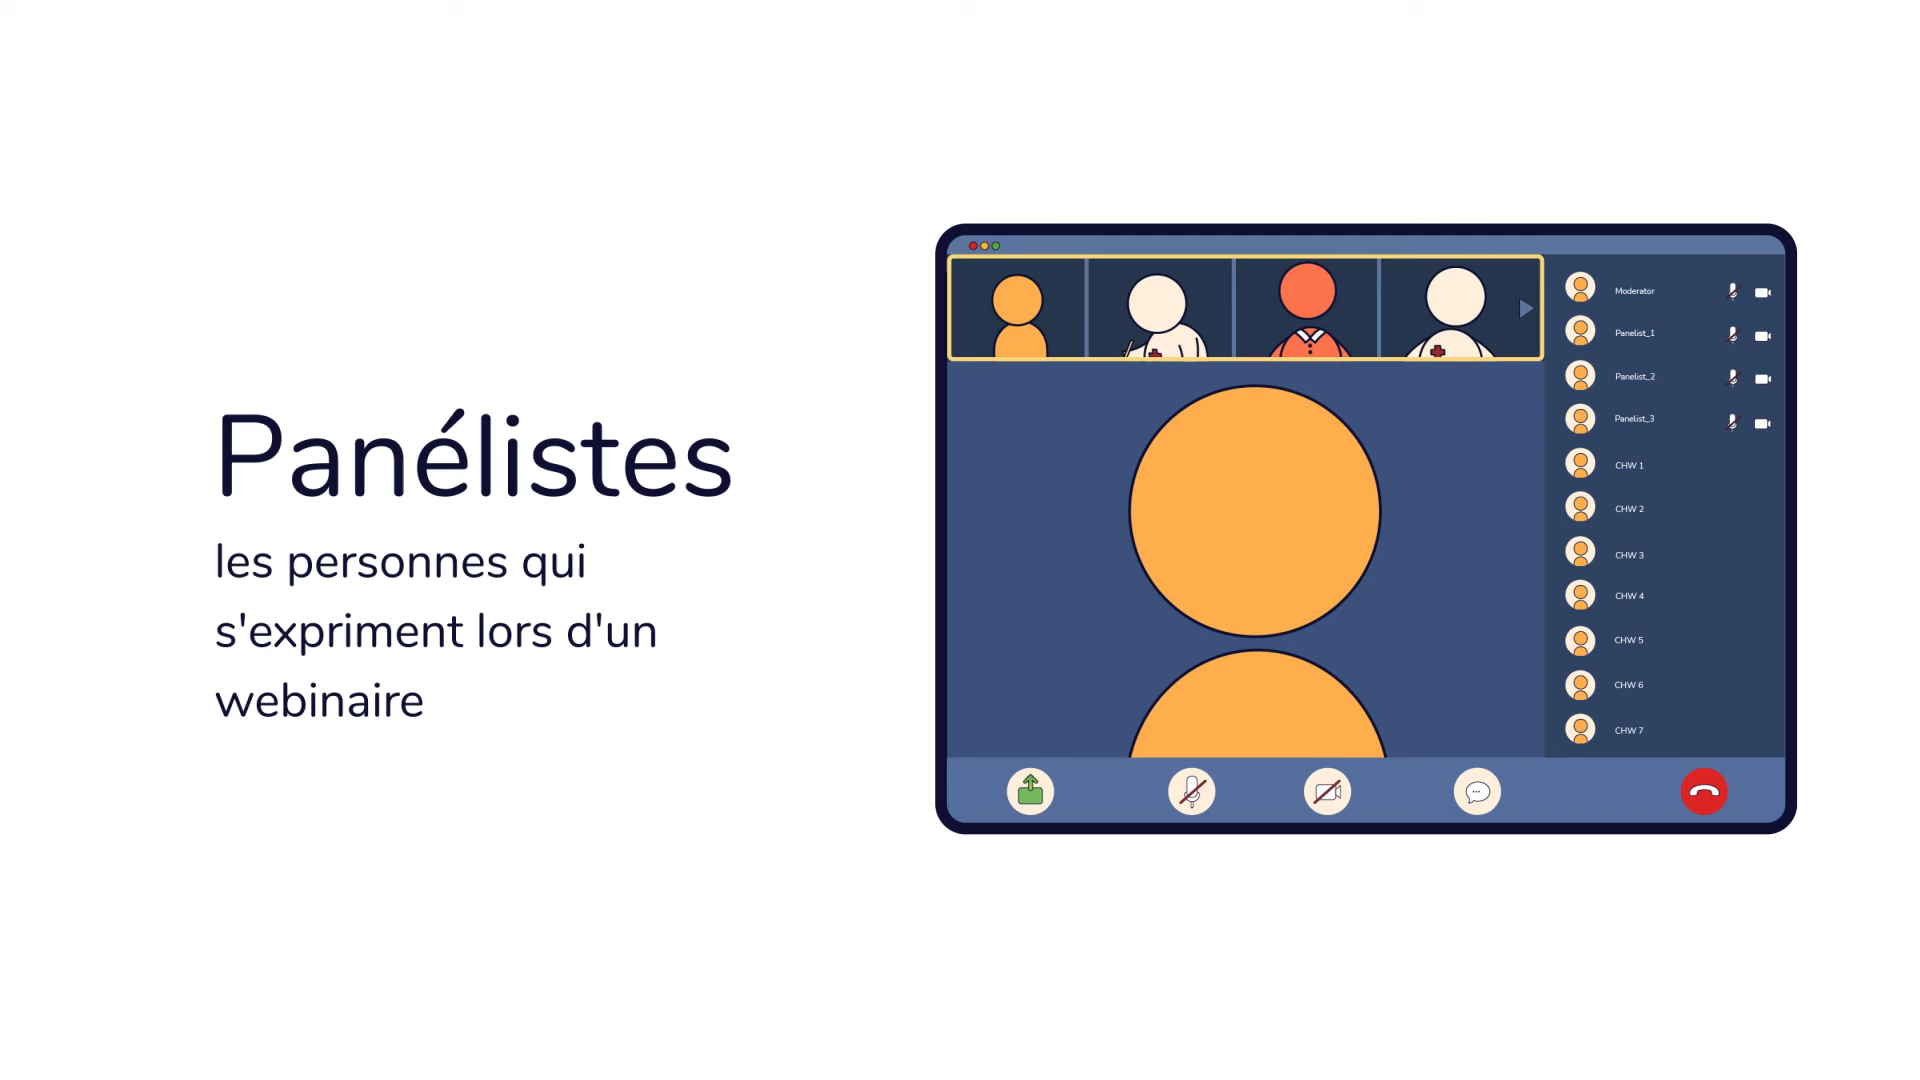 Panélistes
les personnes qui
s'expriment lors d'un
webinaire
Moderator
Panelist_1
Panelist_2
Panelist_3
CHW 1
CHW 2
CHW 3
CHW 4
CHW 5
CHW 6
CHW 7